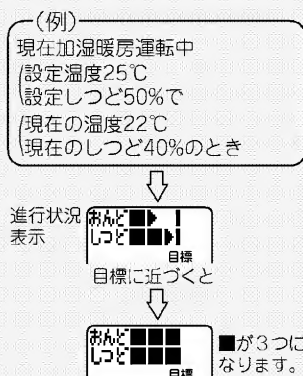 (例)
現在加湿暖房運転中
設定温度25℃
設定しつど50%で
現在の温度22℃
現在のしつど40%のとき
進行状況
表示
おんど■▶ |
しつど■■▶|
目標
目標に近づくと
おんど■■■
しつど■■■
目標
■が3つに
なります。